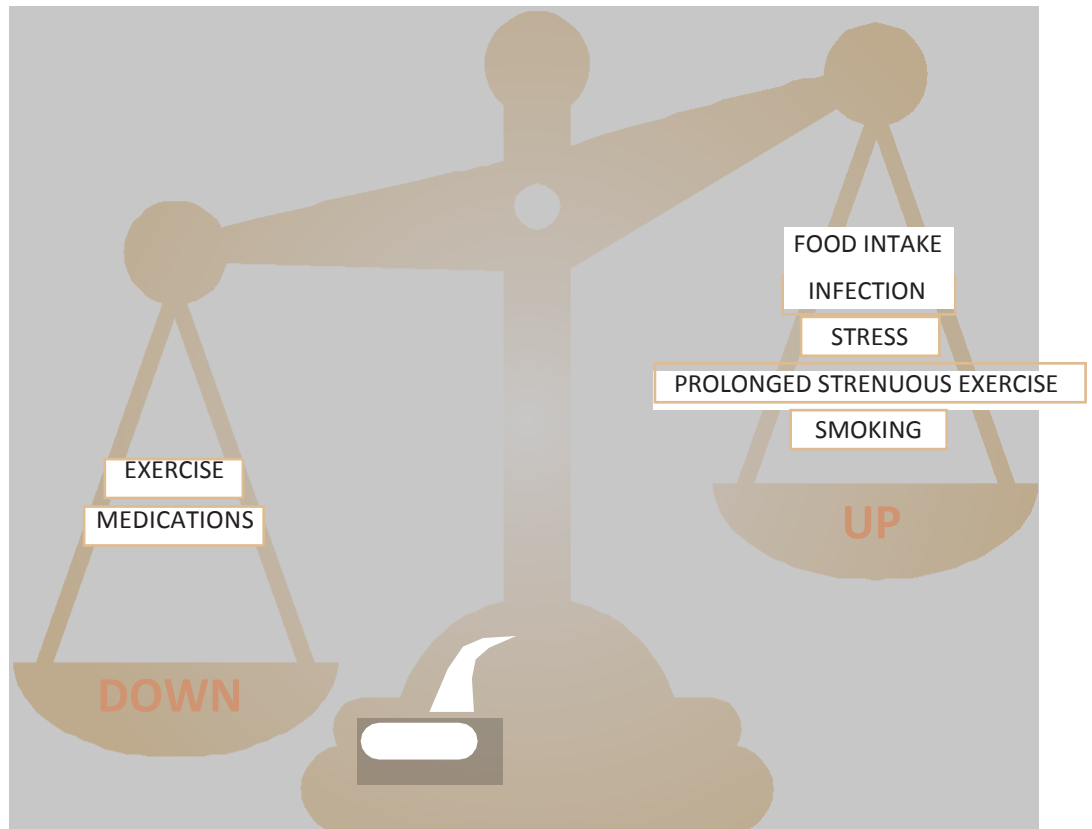 EXERCISE
MEDICATIONS
DOWN
FOOD INTAKE
INFECTION
STRESS
PROLONGED STRENUOUS EXERCISE
SMOKING
UP